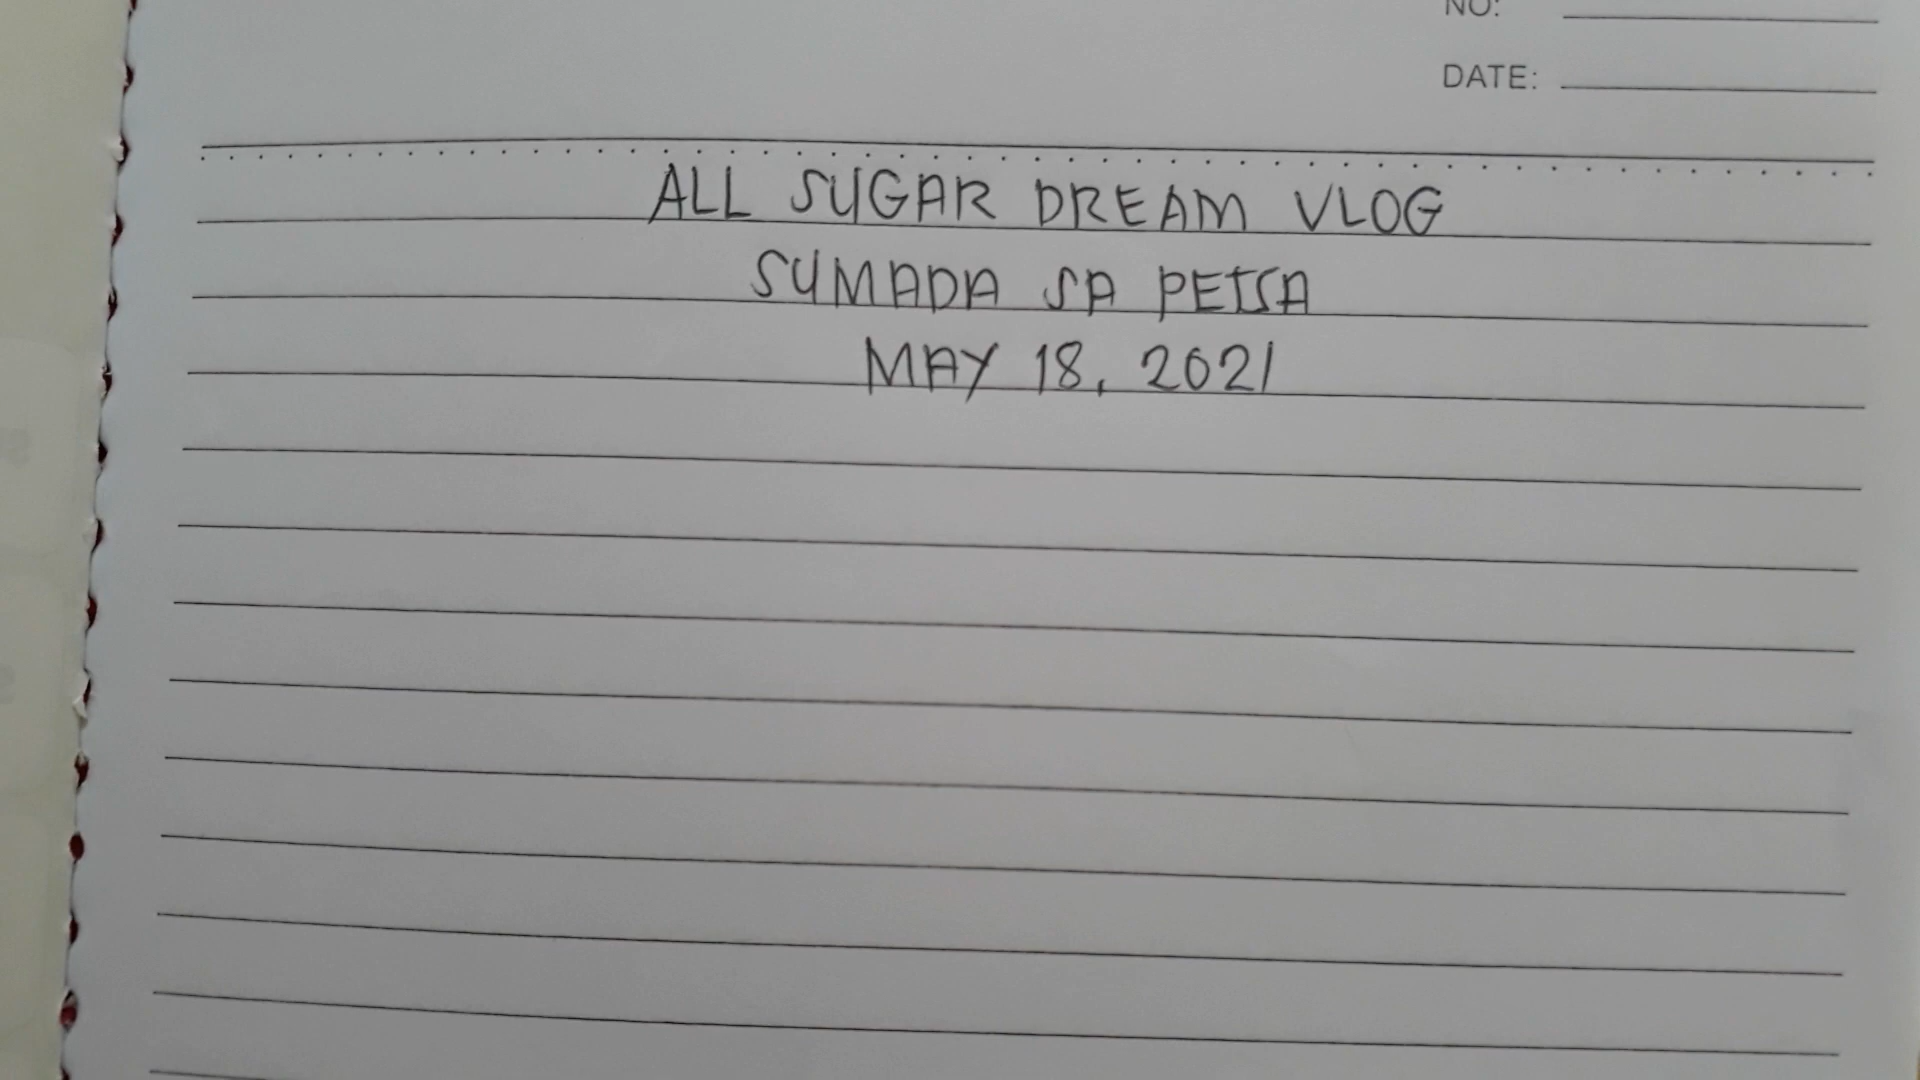 NO:
DATE:
ALL SUGAR DREAM VLOG
SUMADA SA PETSA
MAY 18, 2021